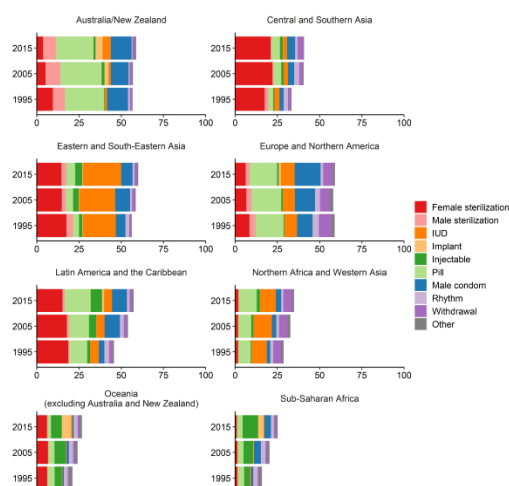 Australia/New Zealand
2015
2005
1995
0
25
50
75
100
Central and Southern Asia
2015
2005
1995
0
25
50
75
100
Eastern and South-Eastern Asia
2015
2005
1995
0
25
50
75
100
Europe and Northern America
2015
2005
1995
0
25
50
75
100
Female sterilization
Male sterilization
IUD
Implant
Injectable
Pill
Male condom
Rhythm
Withdrawal
Other
Latin America and the Caribbean
2015
2005
1995
0
25
50
75
100
Northern Africa and Western Asia
2015
2005
1995
0
25
50
75
100
Oceania
(excluding Australia and New Zealand)
2015
2005
1995
Sub-Saharan Africa
2015
2005
1995